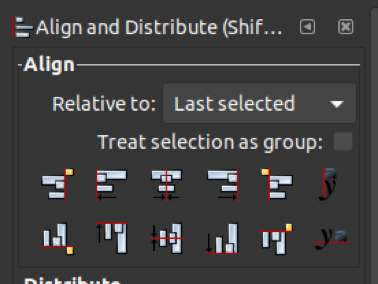 Align and Distribute (Shif...
Align
Relative to: Last selected
Treat selection as group:
Distribute